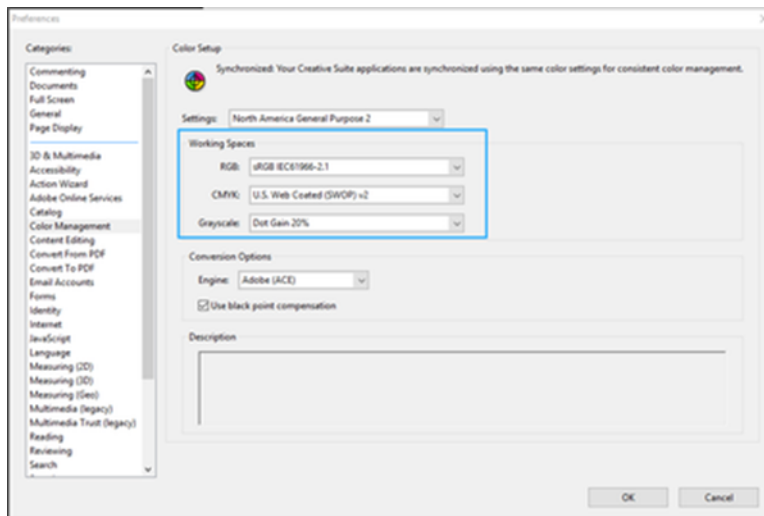 Preferences
Categories:
Commenting
Documents
Full Screen
General
Page Display
3D & Multimedia
Accessibility
Action Wizard
Adobe Online Services
Catalog
Color Management
Content Editing
Convert From PDF
Convert To PDF
Email Accounts
Forms
Identity
Internet
JavaScript
Language
Measuring (2D)
Measuring (3D)
Measuring (Geo)
Multimedia (legacy)
Multimedia Trust (legacy)
Reading
Reviewing
Search
Color Setup
Synchronized: Your Creative Suite applications are synchronized using the same color settings for consistent color management.
Settings: North America General Purpose 2
Working Spaces
RGB: sRGB IEC61966-2.1
CMYK: U.S. Web Coated (SWOP) v2
Grayscale: Dot Gain 20%
Conversion Options
Engine: Adobe (ACE)
Use black point compensation
Description
OK Cancel